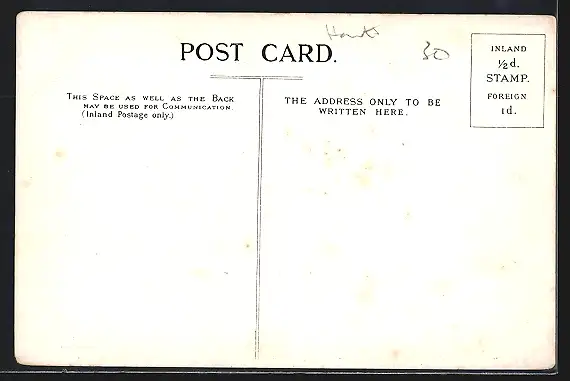 POST CARD.
30
INLAND
½d.
STAMP.
FOREIGN
1d.
THIS SPACE AS WELL AS THE BACK
MAY BE USED FOR COMMUNICATION.
(Inland Postage only.)
THE ADDRESS ONLY TO BE
WRITTEN HERE.